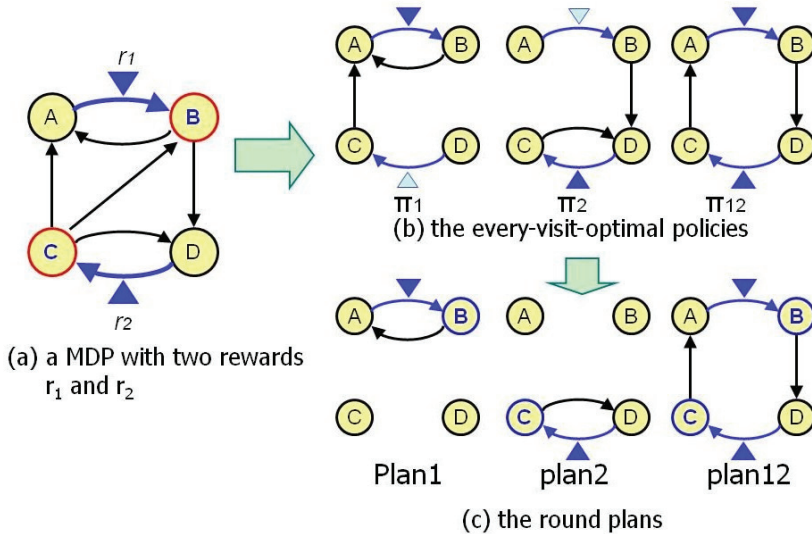 r1
A
B
C
D
r2
(a) a MDP with two rewards
r1 and r2
A B A B A B
C D C D C D
π1 π2 π12
(b) the every-visit-optimal policies
A B A B A B
C D C D C D
Plan1 plan2 plan12
(c) the round plans